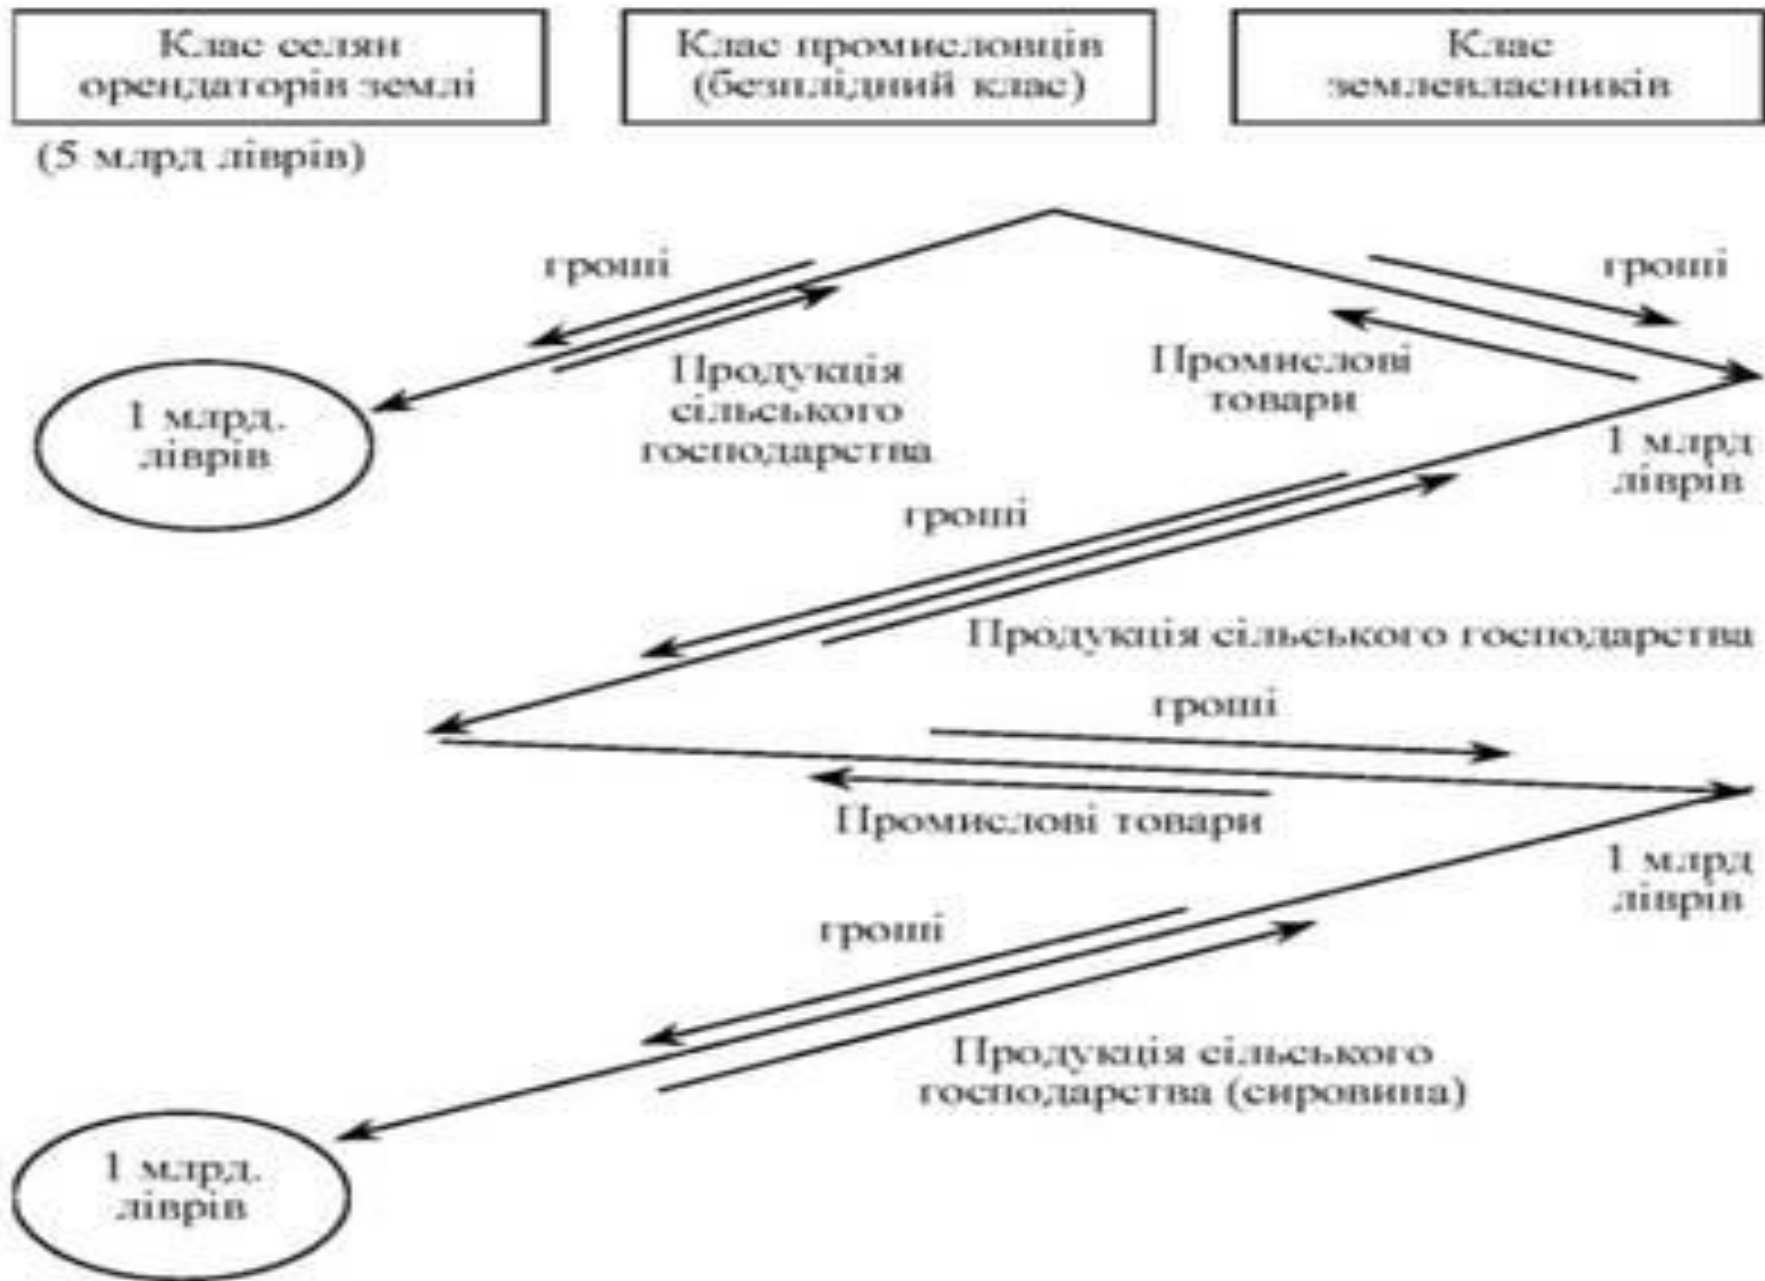 Клас селян
орендаторів землі
Клас промисловців
(безплідний клас)
Клас
землевласників
(5 млрд ліврів)
гроші
гроші
Продукція
сільського
господарства
Промислові
товари
1 млрд.
ліврів
1 млрд
ліврів
гроші
Продукція сільського господарства
гроші
Промислові товари
1 млрд
ліврів
гроші
Продукція сільського
господарства (сировина)
1 млрд.
ліврів